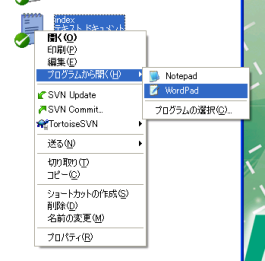 index
テキスト ドキュメント
開く(O)
印刷(P)
編集(E)
プログラムから開く(H)
Notepad
WordPad
プログラムの選択(C)...
SVN Update
SVN Commit...
TortoiseSVN
送る(N)
切り取り(T)
コピー(C)
ショートカットの作成(S)
削除(D)
名前の変更(M)
プロパティ(R)